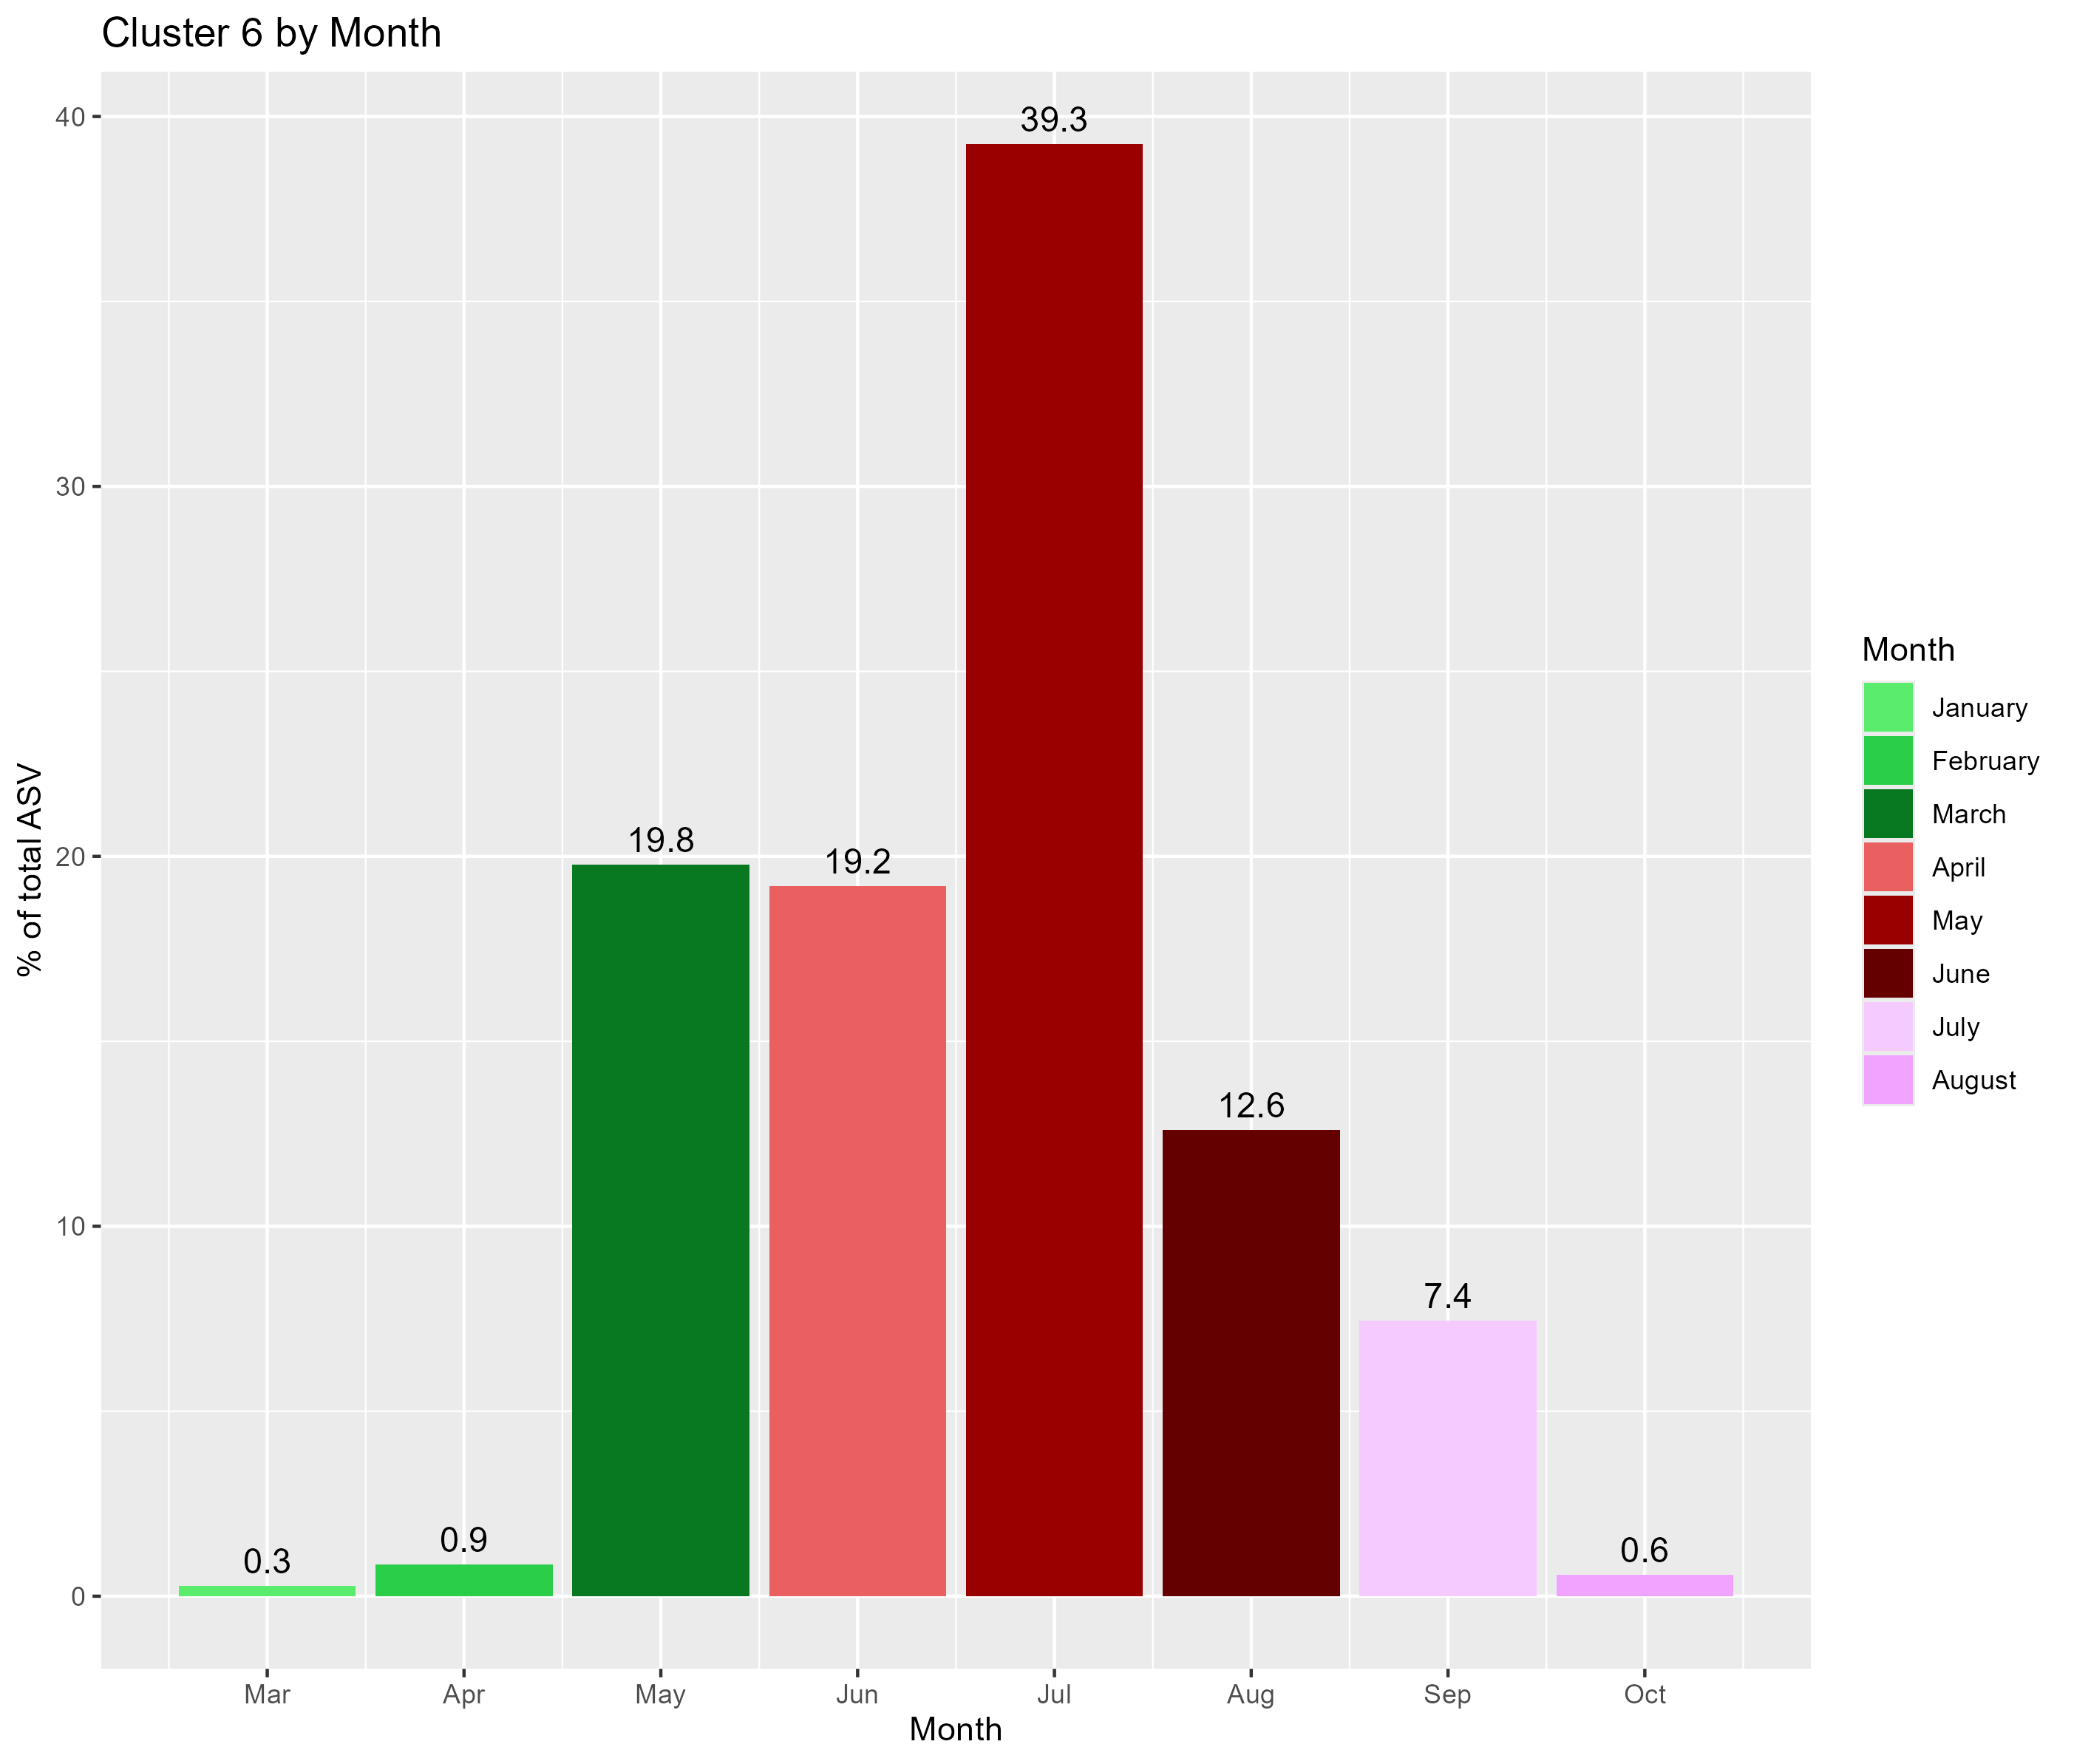 Cluster 6 by Month
% of total ASV
40
30
20
10
0
0.3
0.9
19.8
19.2
39.3
12.6
7.4
0.6
Mar
Apr
May
Jun
Jul
Aug
Sep
Oct
Month
Month
January
February
March
April
May
June
July
August